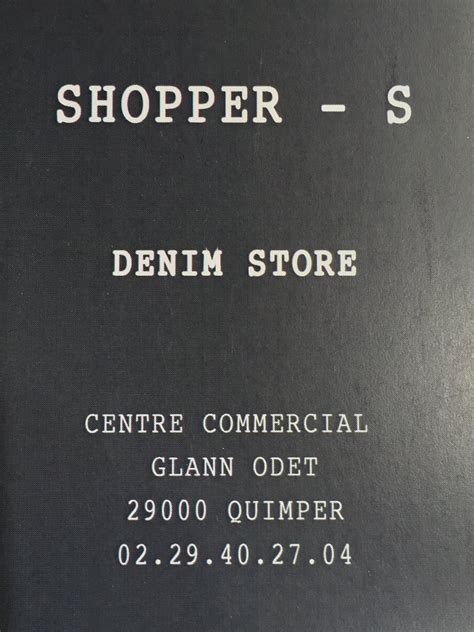 SHOPPER - S
DENIM STORE
CENTRE COMMERCIAL
GLANN ODET
29000 QUIMPER
02.29.40.27.04